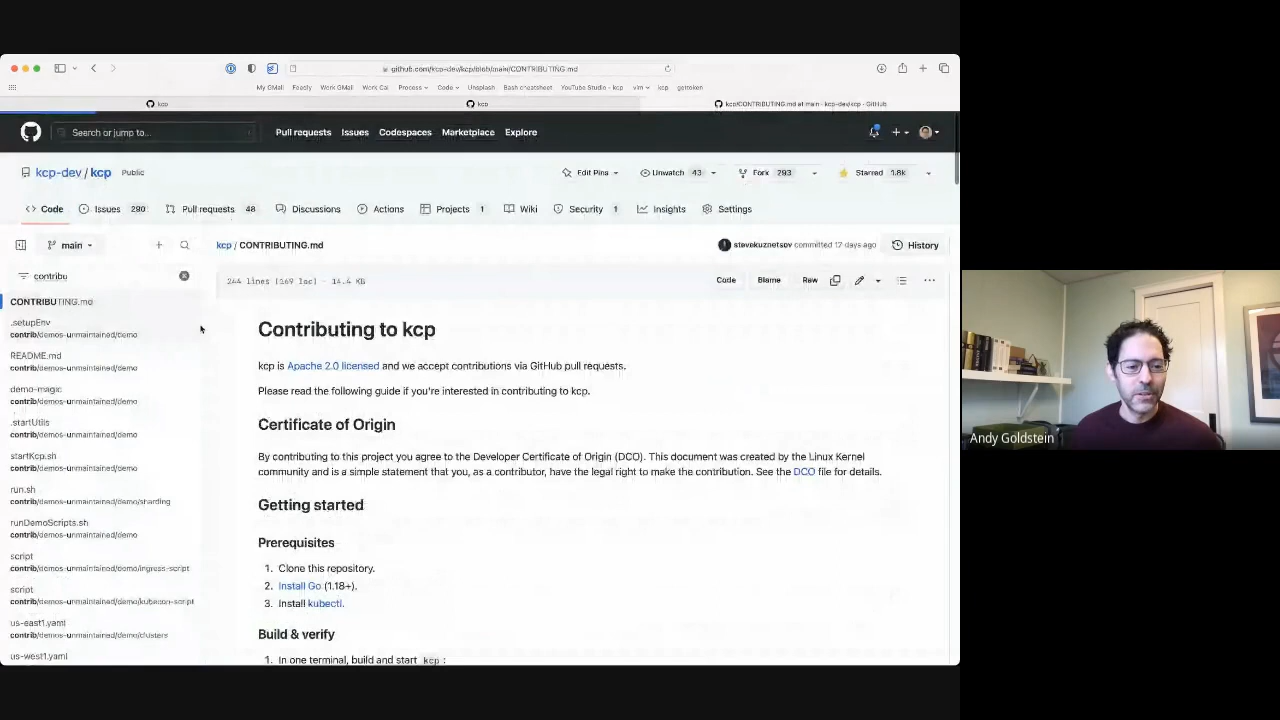 github.com/kcp-dev/kcp/blob/main/CONTRIBUTING.md
My GMail Feedly Work GMail Work Cal Process Code Unsplash Bash cheatsheet YouTube Studio - kcp vim kcp gettoken
kcp kcp kcp/CONTRIBUTING.md at main · kcp-dev/kcp · GitHub
Search or jump to... Pull requests Issues Codespaces Marketplace Explore
kcp-dev / kcp Public Edit Pins Unwatch 43 Fork 293 Starred 1.8k
Code Issues 290 Pull requests 48 Discussions Actions Projects 1 Wiki Security 1 Insights Settings
main kcp / CONTRIBUTING.md stevekuznetsov committed 17 days ago History
contribu
244 lines (169 loc) · 14.4 KB Code Blame Raw
CONTRIBUTING.md
.setupEnv
contrib/demos-unmaintained/demo
README.md
contrib/demos-unmaintained/demo
demo-magic
contrib/demos-unmaintained/demo
.startUtils
contrib/demos-unmaintained/demo
startKcp.sh
contrib/demos-unmaintained/demo
run.sh
contrib/demos-unmaintained/sharding
runDemoScripts.sh
contrib/demos-unmaintained/demo
script
contrib/demos-unmaintained/demo/ingress-script
script
contrib/demos-unmaintained/demo/kubecon-script
us-east1.yaml
contrib/demos-unmaintained/demo/clusters
us-west1.yaml
Contributing to kcp
kcp is Apache 2.0 licensed and we accept contributions via GitHub pull requests.
Please read the following guide if you're interested in contributing to kcp.
Certificate of Origin
By contributing to this project you agree to the Developer Certificate of Origin (DCO). This document was created by the Linux Kernel
community and is a simple statement that you, as a contributor, have the legal right to make the contribution. See the DCO file for details.
Getting started
Prerequisites
1. Clone this repository.
2. Install Go (1.18+).
3. Install kubectl.
Build & verify
1. In one terminal, build and start kcp :
Andy Goldstein